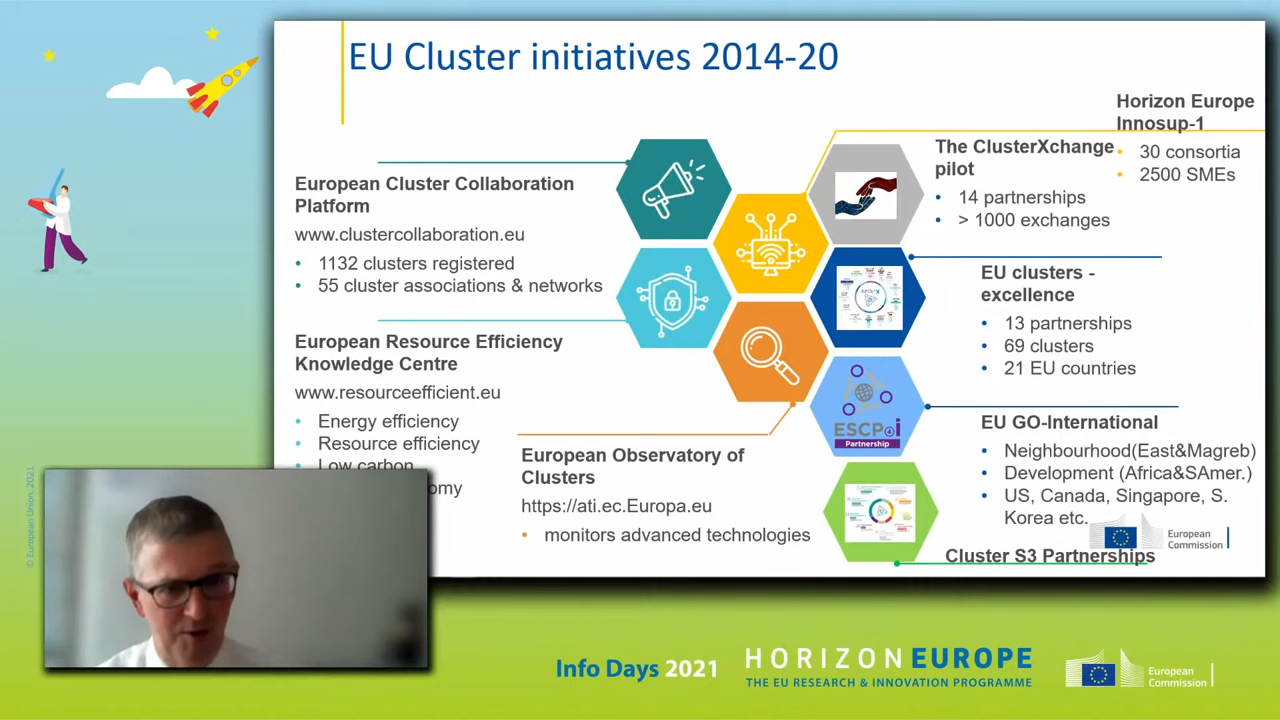 EU Cluster initiatives 2014-20
European Cluster Collaboration
Platform
www.clustercollaboration.eu
• 1132 clusters registered
• 55 cluster associations & networks
European Resource Efficiency
Knowledge Centre
www.resourceefficient.eu
• Energy efficiency
• Resource efficiency
Low carbon
European Observatory of
Clusters
https://ati.ec.Europa.eu
• monitors advanced technologies
Horizon Europe
Innosup-1
• 30 consortia
• 2500 SMEs
The ClusterXchange
pilot
• 14 partnerships
• > 1000 exchanges
EU clusters -
excellence
• 13 partnerships
• 69 clusters
• 21 EU countries
ESCP4i
Partnership
EU GO-International
• Neighbourhood(East&Magreb)
• Development (Africa&SAmer.)
• US, Canada, Singapore, S.
Korea etc.
European
Commission
Cluster S3 Partnerships
© European Union, 2021
Info Days 2021
HORIZON EUROPE
THE EU RESEARCH & INNOVATION PROGRAMME
European
Commission